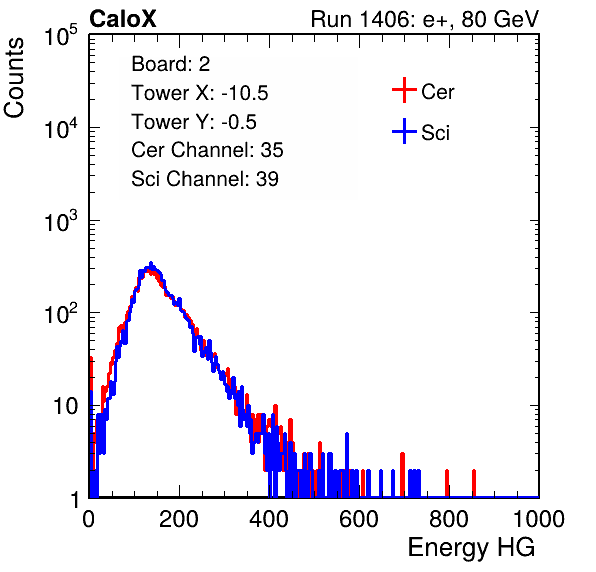 CaloX Run 1406: e+, 80 GeV
Counts
Board: 2
Tower X: -10.5
Tower Y: -0.5
Cer Channel: 35
Sci Channel: 39
Cer
Sci
10^5
10^4
10^3
10^2
10
1
0 200 400 600 800 1000
Energy HG